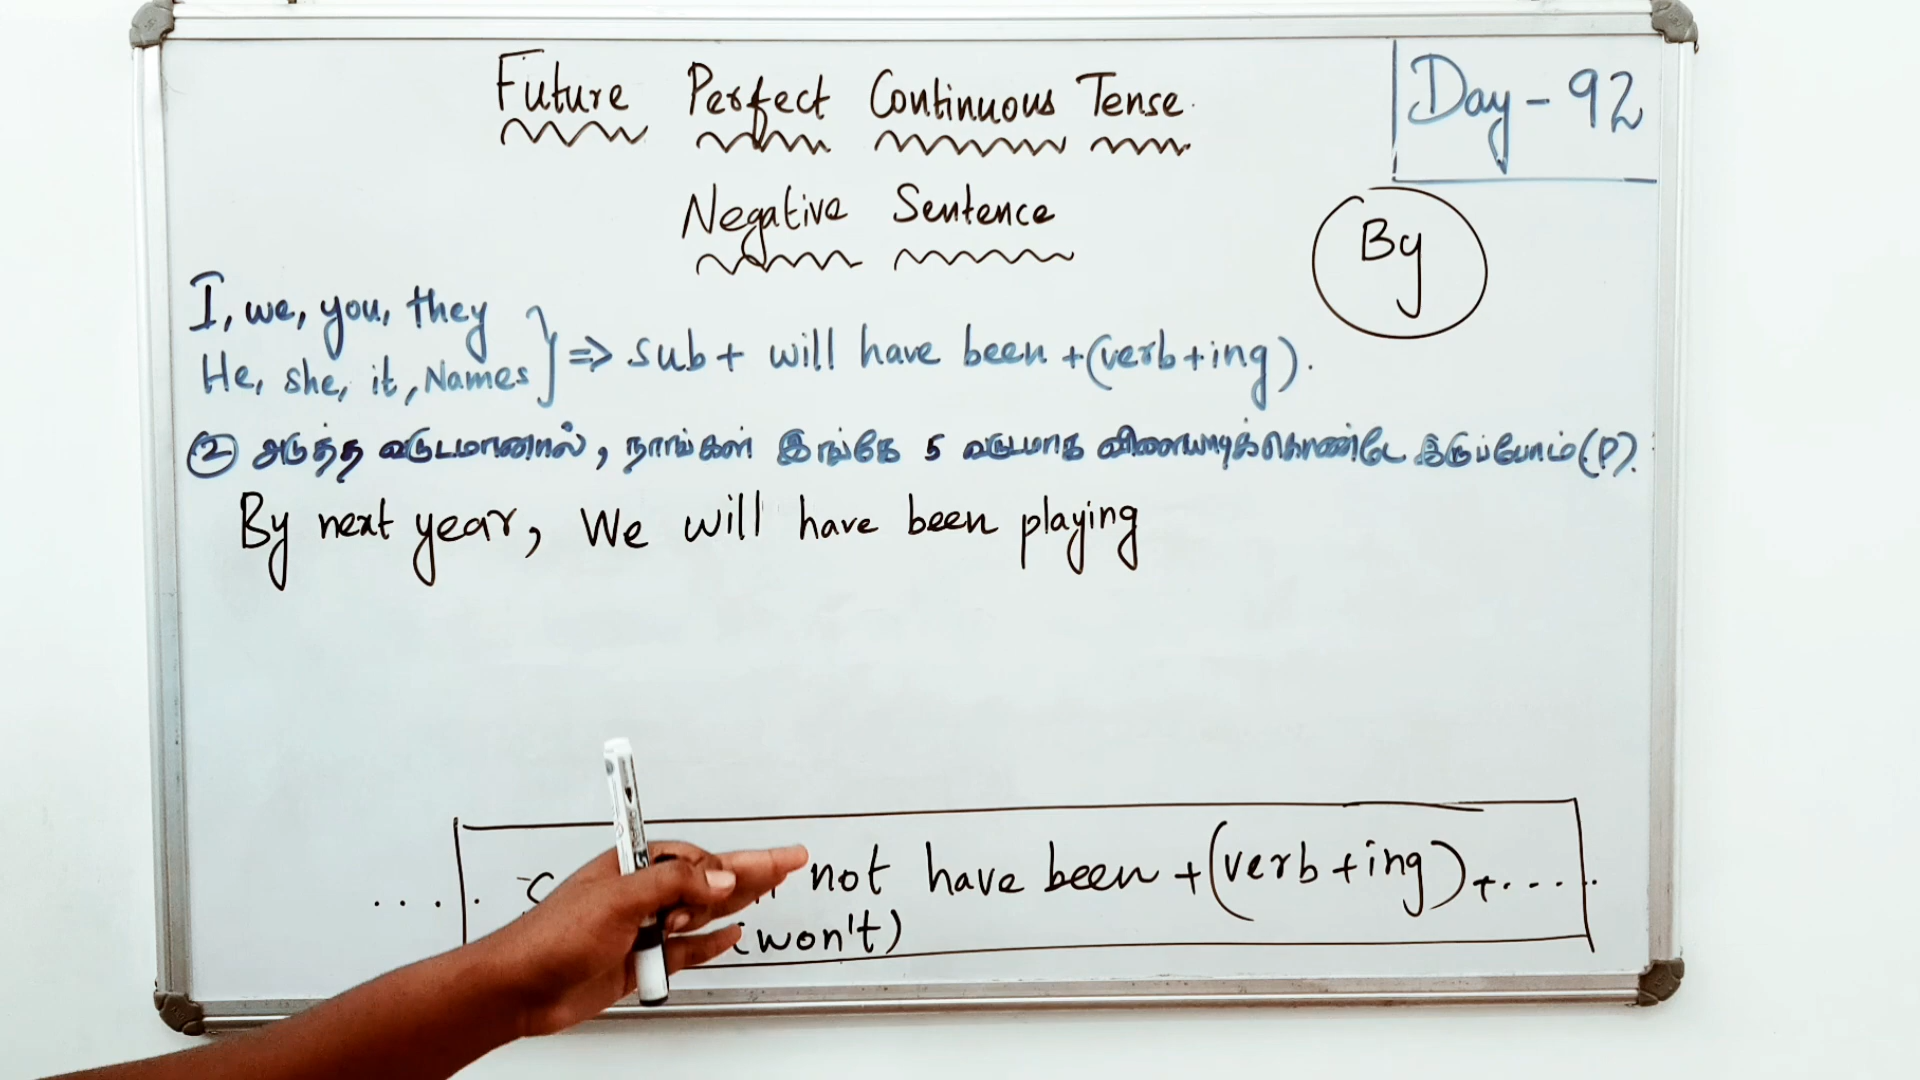 Future Perfect Continuous Tense.
Day - 92
Negative Sentence
By
I, we, you, they
He, she, it, Names } => sub + will have been + (verb+ing).
② அடுத்த வருடமானால், நாங்கள் இங்கே 5 வருடமாக விளையாடிக்கொண்டே இருப்போம் (P).
By next year, We will have been playing
..... not have been + (verb+ing) + .....
(won't)